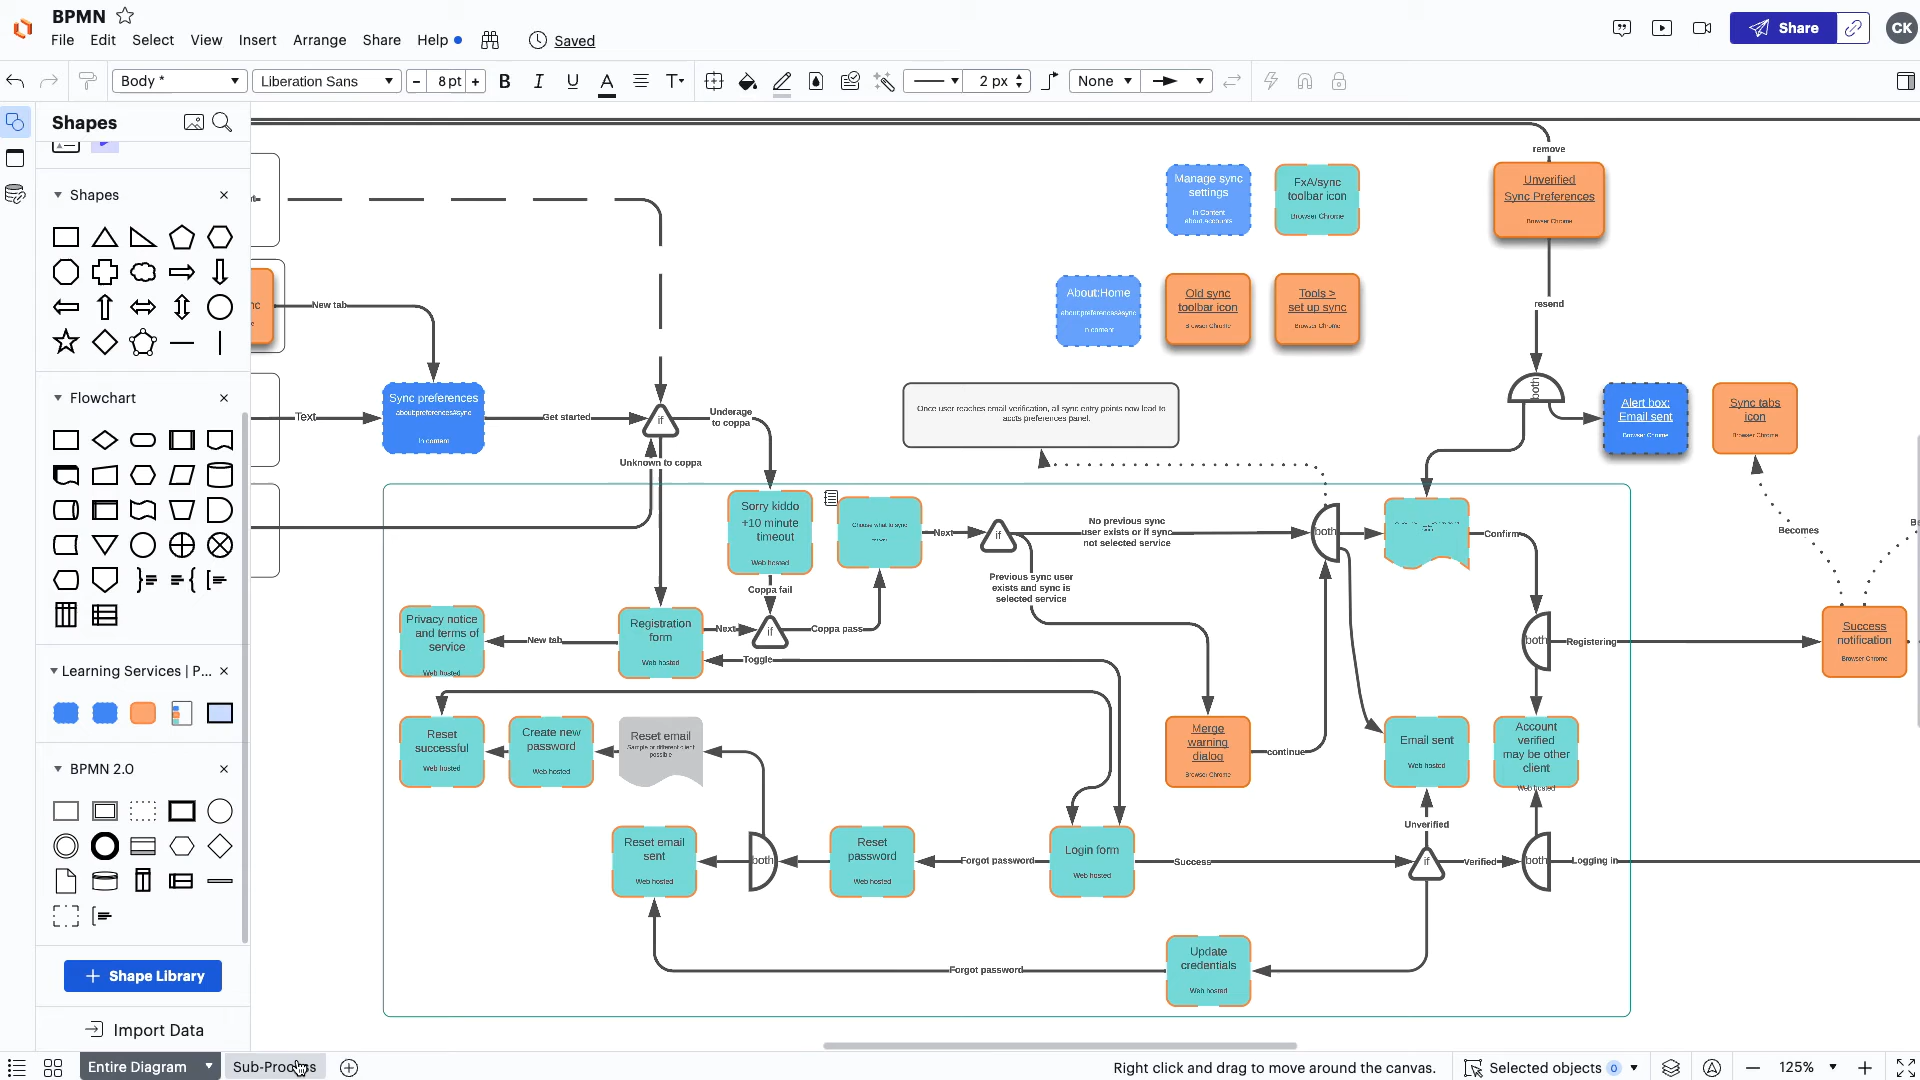 BPMN
File Edit Select View Insert Arrange Share Help
Saved
Share
CK
Body *
Liberation Sans
8 pt
B I U A T
2 px
None
Shapes
Shapes
Flowchart
Learning Services | P...
BPMN 2.0
Shape Library
Import Data
remove
Manage sync
settings
In Content
about:accounts
FxA/sync
toolbar icon
Browser Chrome
Unverified
Sync Preferences
Browser Chrome
About:Home
about:preferences#sync
In content
Old sync
toolbar icon
Browser Chrome
Tools >
set up sync
Browser Chrome
resend
New tab
Text
Sync preferences
about:preferences#sync
In content
Get started
if
Underage
to coppa
Unknown to coppa
Once user reaches email verification, all sync entry points now lead to
accts preferences panel.
both
Alert box:
Email sent
Browser Chrome
Sync tabs
icon
Browser Chrome
Sorry kiddo
+10 minute
timeout
Web hosted
Choose what to sync
Next
if
No previous sync
user exists or if sync
not selected service
both
Confirm
Becomes
Coppa fail
Previous sync user
exists and sync is
selected service
Privacy notice
and terms of
service
Web hosted
New tab
Registration
form
Web hosted
Next
if
Coppa pass
both
Registering
Success
notification
Browser Chrome
Toggle
Reset
successful
Web hosted
Create new
password
Web hosted
Reset email
Sample or different client
possible
Merge
warning
dialog
Browser Chrome
continue
Email sent
Web hosted
Account
verified
may be other
client
Web hosted
Unverified
Reset email
sent
Web hosted
both
Reset
password
Web hosted
Forgot password
Login form
Web hosted
Success
if
Verified
both
Logging in
Update
credentials
Web hosted
Forgot password
Entire Diagram
Sub-Process
Right click and drag to move around the canvas.
Selected objects 0
125%